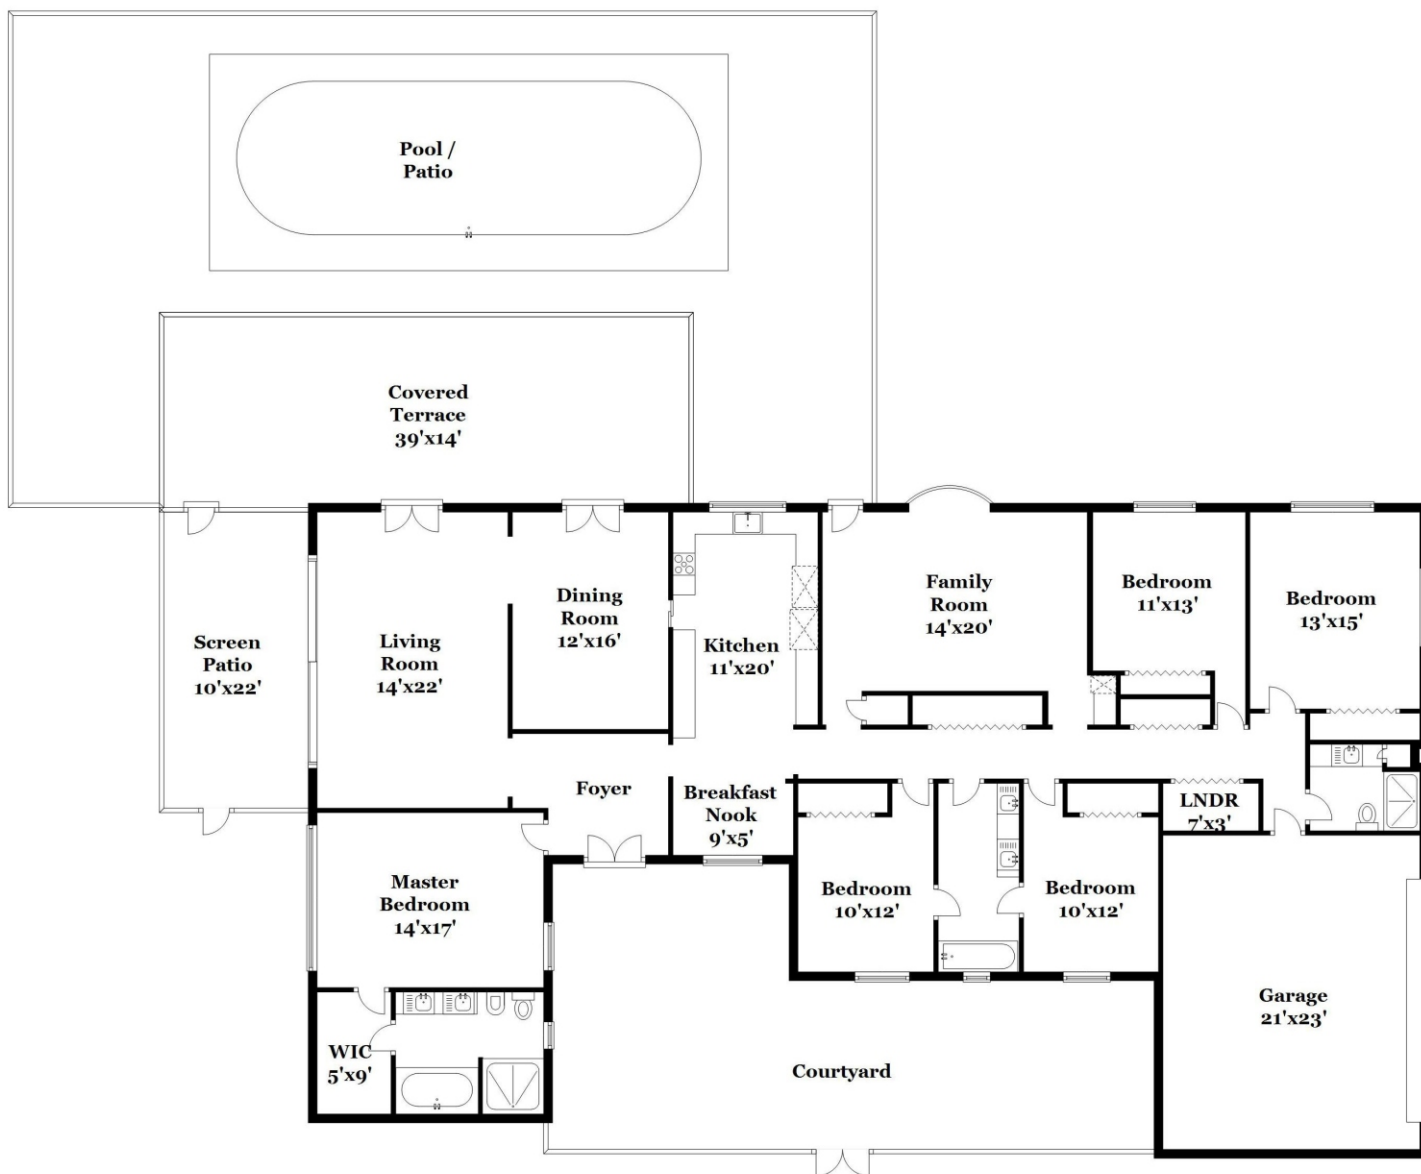 Pool /
Patio
Covered
Terrace
39'x14'
Screen
Patio
10'x22'
Living
Room
14'x22'
Dining
Room
12'x16'
Kitchen
11'x20'
Family
Room
14'x20'
Bedroom
11'x13'
Bedroom
13'x15'
Foyer
Breakfast
Nook
9'x5'
LNDR
7'x3'
Master
Bedroom
14'x17'
Bedroom
10'x12'
Bedroom
10'x12'
WIC
5'x9'
Courtyard
Garage
21'x23'